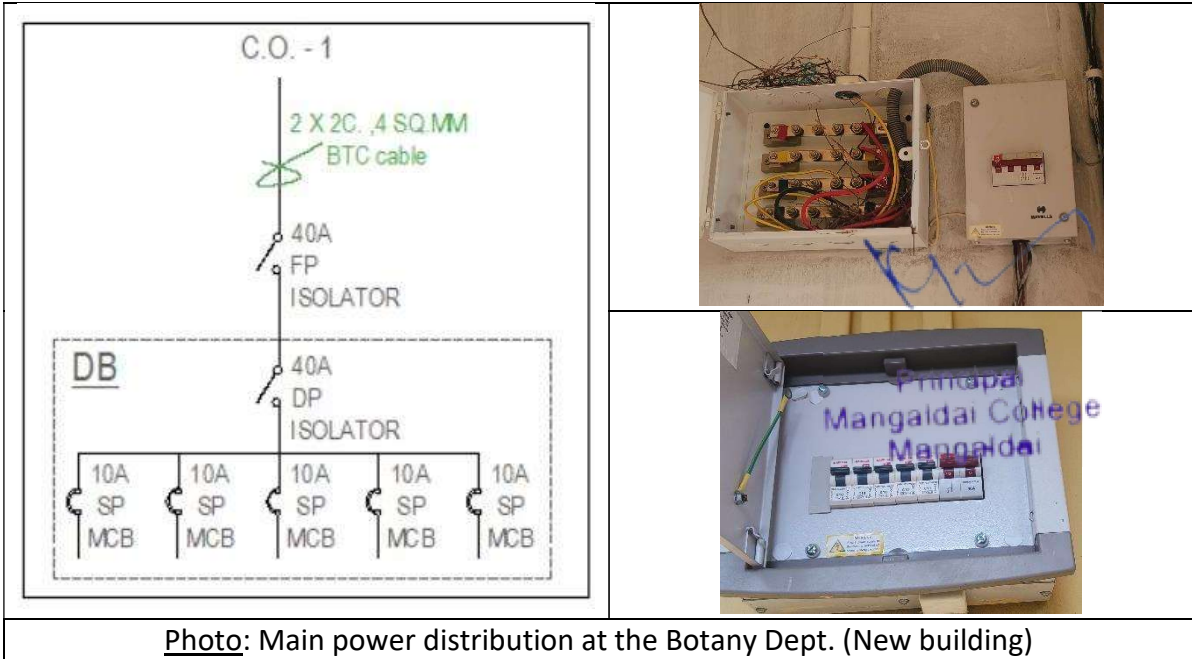 C.O. - 1
2 X 2C. ,4 SQ.MM
BTC cable
40A
FP
ISOLATOR
DB
40A
DP
ISOLATOR
10A
SP
MCB
10A
SP
MCB
10A
SP
MCB
10A
SP
MCB
10A
SP
MCB
HAVELLS
Principal
Mangaldai College
Mangaldai
Photo: Main power distribution at the Botany Dept. (New building)